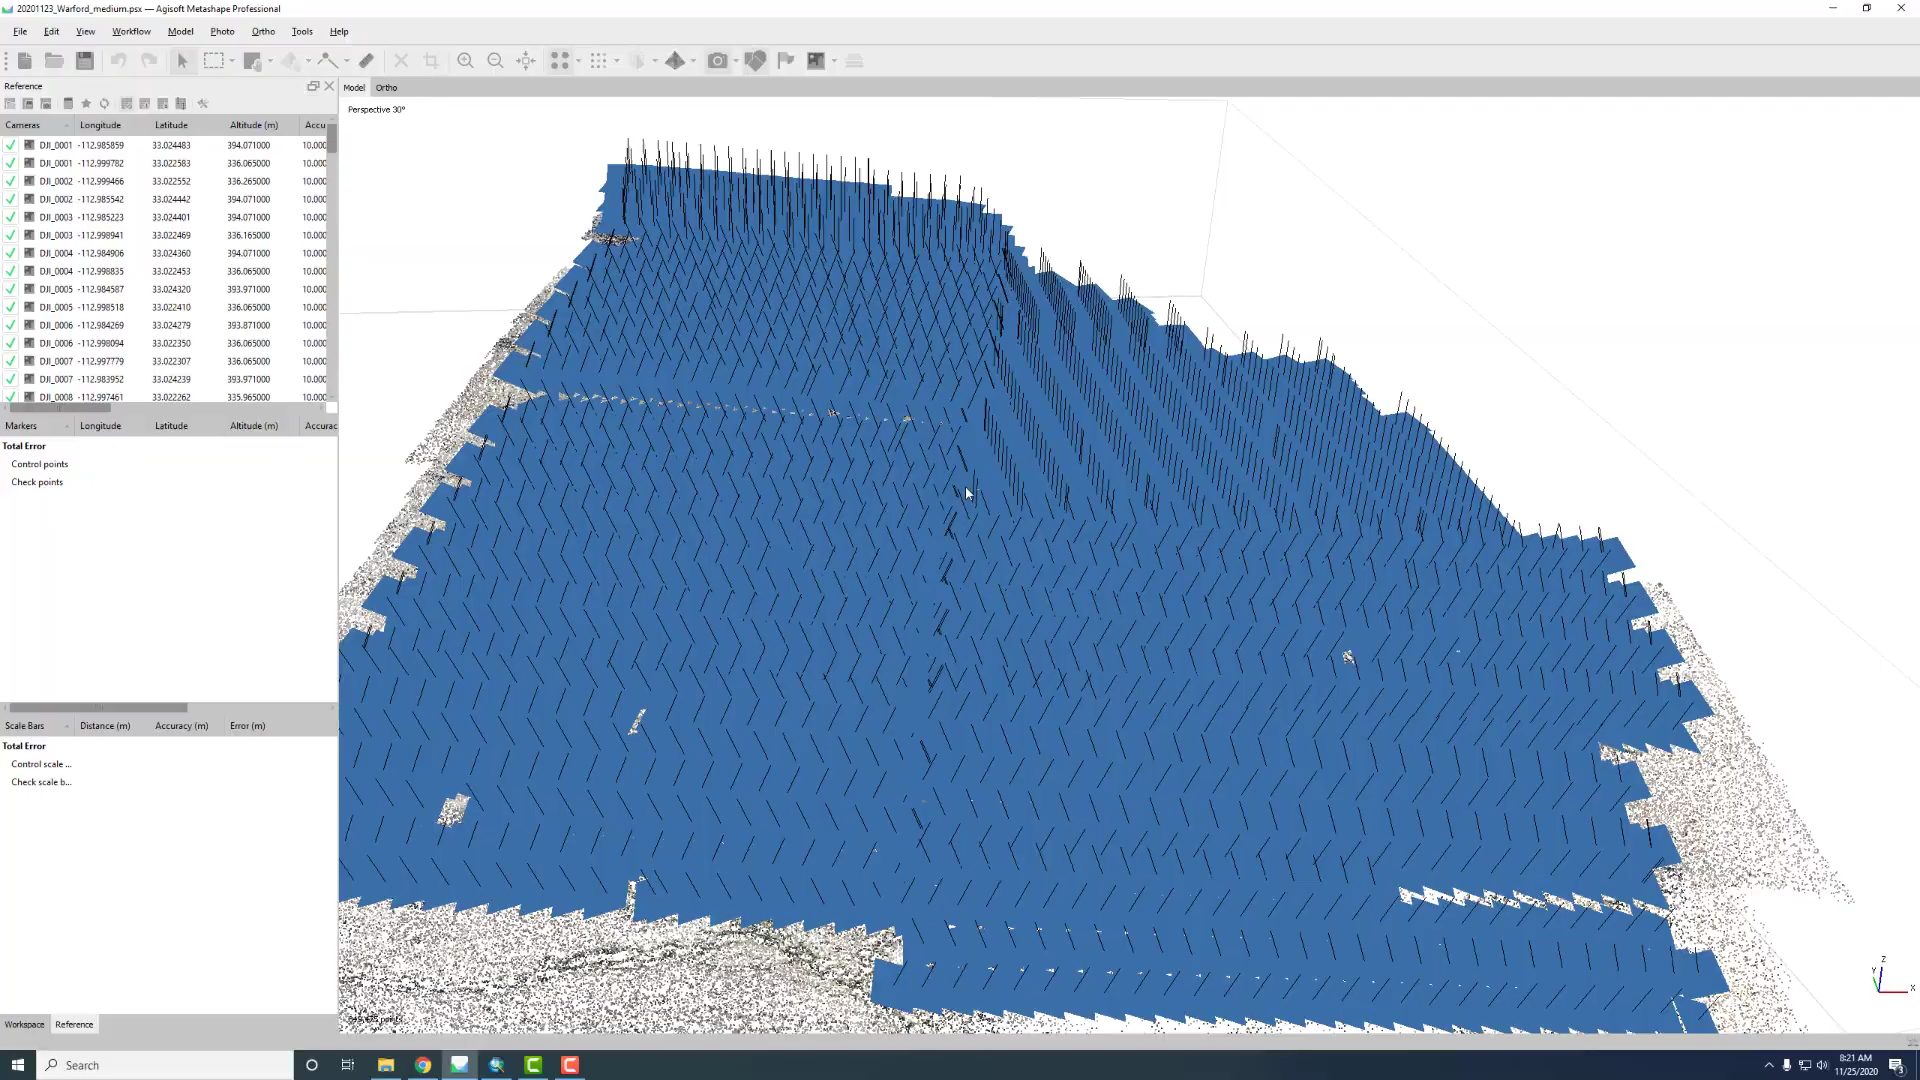 20201123_Warford_medium.psx — Agisoft Metashape Professional
File Edit View Workflow Model Photo Ortho Tools Help
Reference
Model Ortho
Perspective 30°
Cameras Longitude Latitude Altitude (m) Accu
DJI_0001 -112.985859 33.024483 394.071000 10.000
DJI_0001 -112.999782 33.022583 336.065000 10.000
DJI_0002 -112.999466 33.022552 336.265000 10.000
DJI_0002 -112.985542 33.024442 394.071000 10.000
DJI_0003 -112.985223 33.024401 394.071000 10.000
DJI_0003 -112.998941 33.022469 336.165000 10.000
DJI_0004 -112.984906 33.024360 394.071000 10.000
DJI_0004 -112.998835 33.022453 336.065000 10.000
DJI_0005 -112.984587 33.024320 393.971000 10.000
DJI_0005 -112.998518 33.022410 336.065000 10.000
DJI_0006 -112.984269 33.024279 393.871000 10.000
DJI_0006 -112.998094 33.022350 336.065000 10.000
DJI_0007 -112.997779 33.022307 336.065000 10.000
DJI_0007 -112.983952 33.024239 393.971000 10.000
DJI_0008 -112.997461 33.022262 335.965000 10.000
Markers Longitude Latitude Altitude (m) Accurac
Total Error
Control points
Check points
Scale Bars Distance (m) Accuracy (m) Error (m)
Total Error
Control scale ...
Check scale b...
Z
Y
X
points
Workspace Reference
Search
8:21 AM
11/25/2020
3